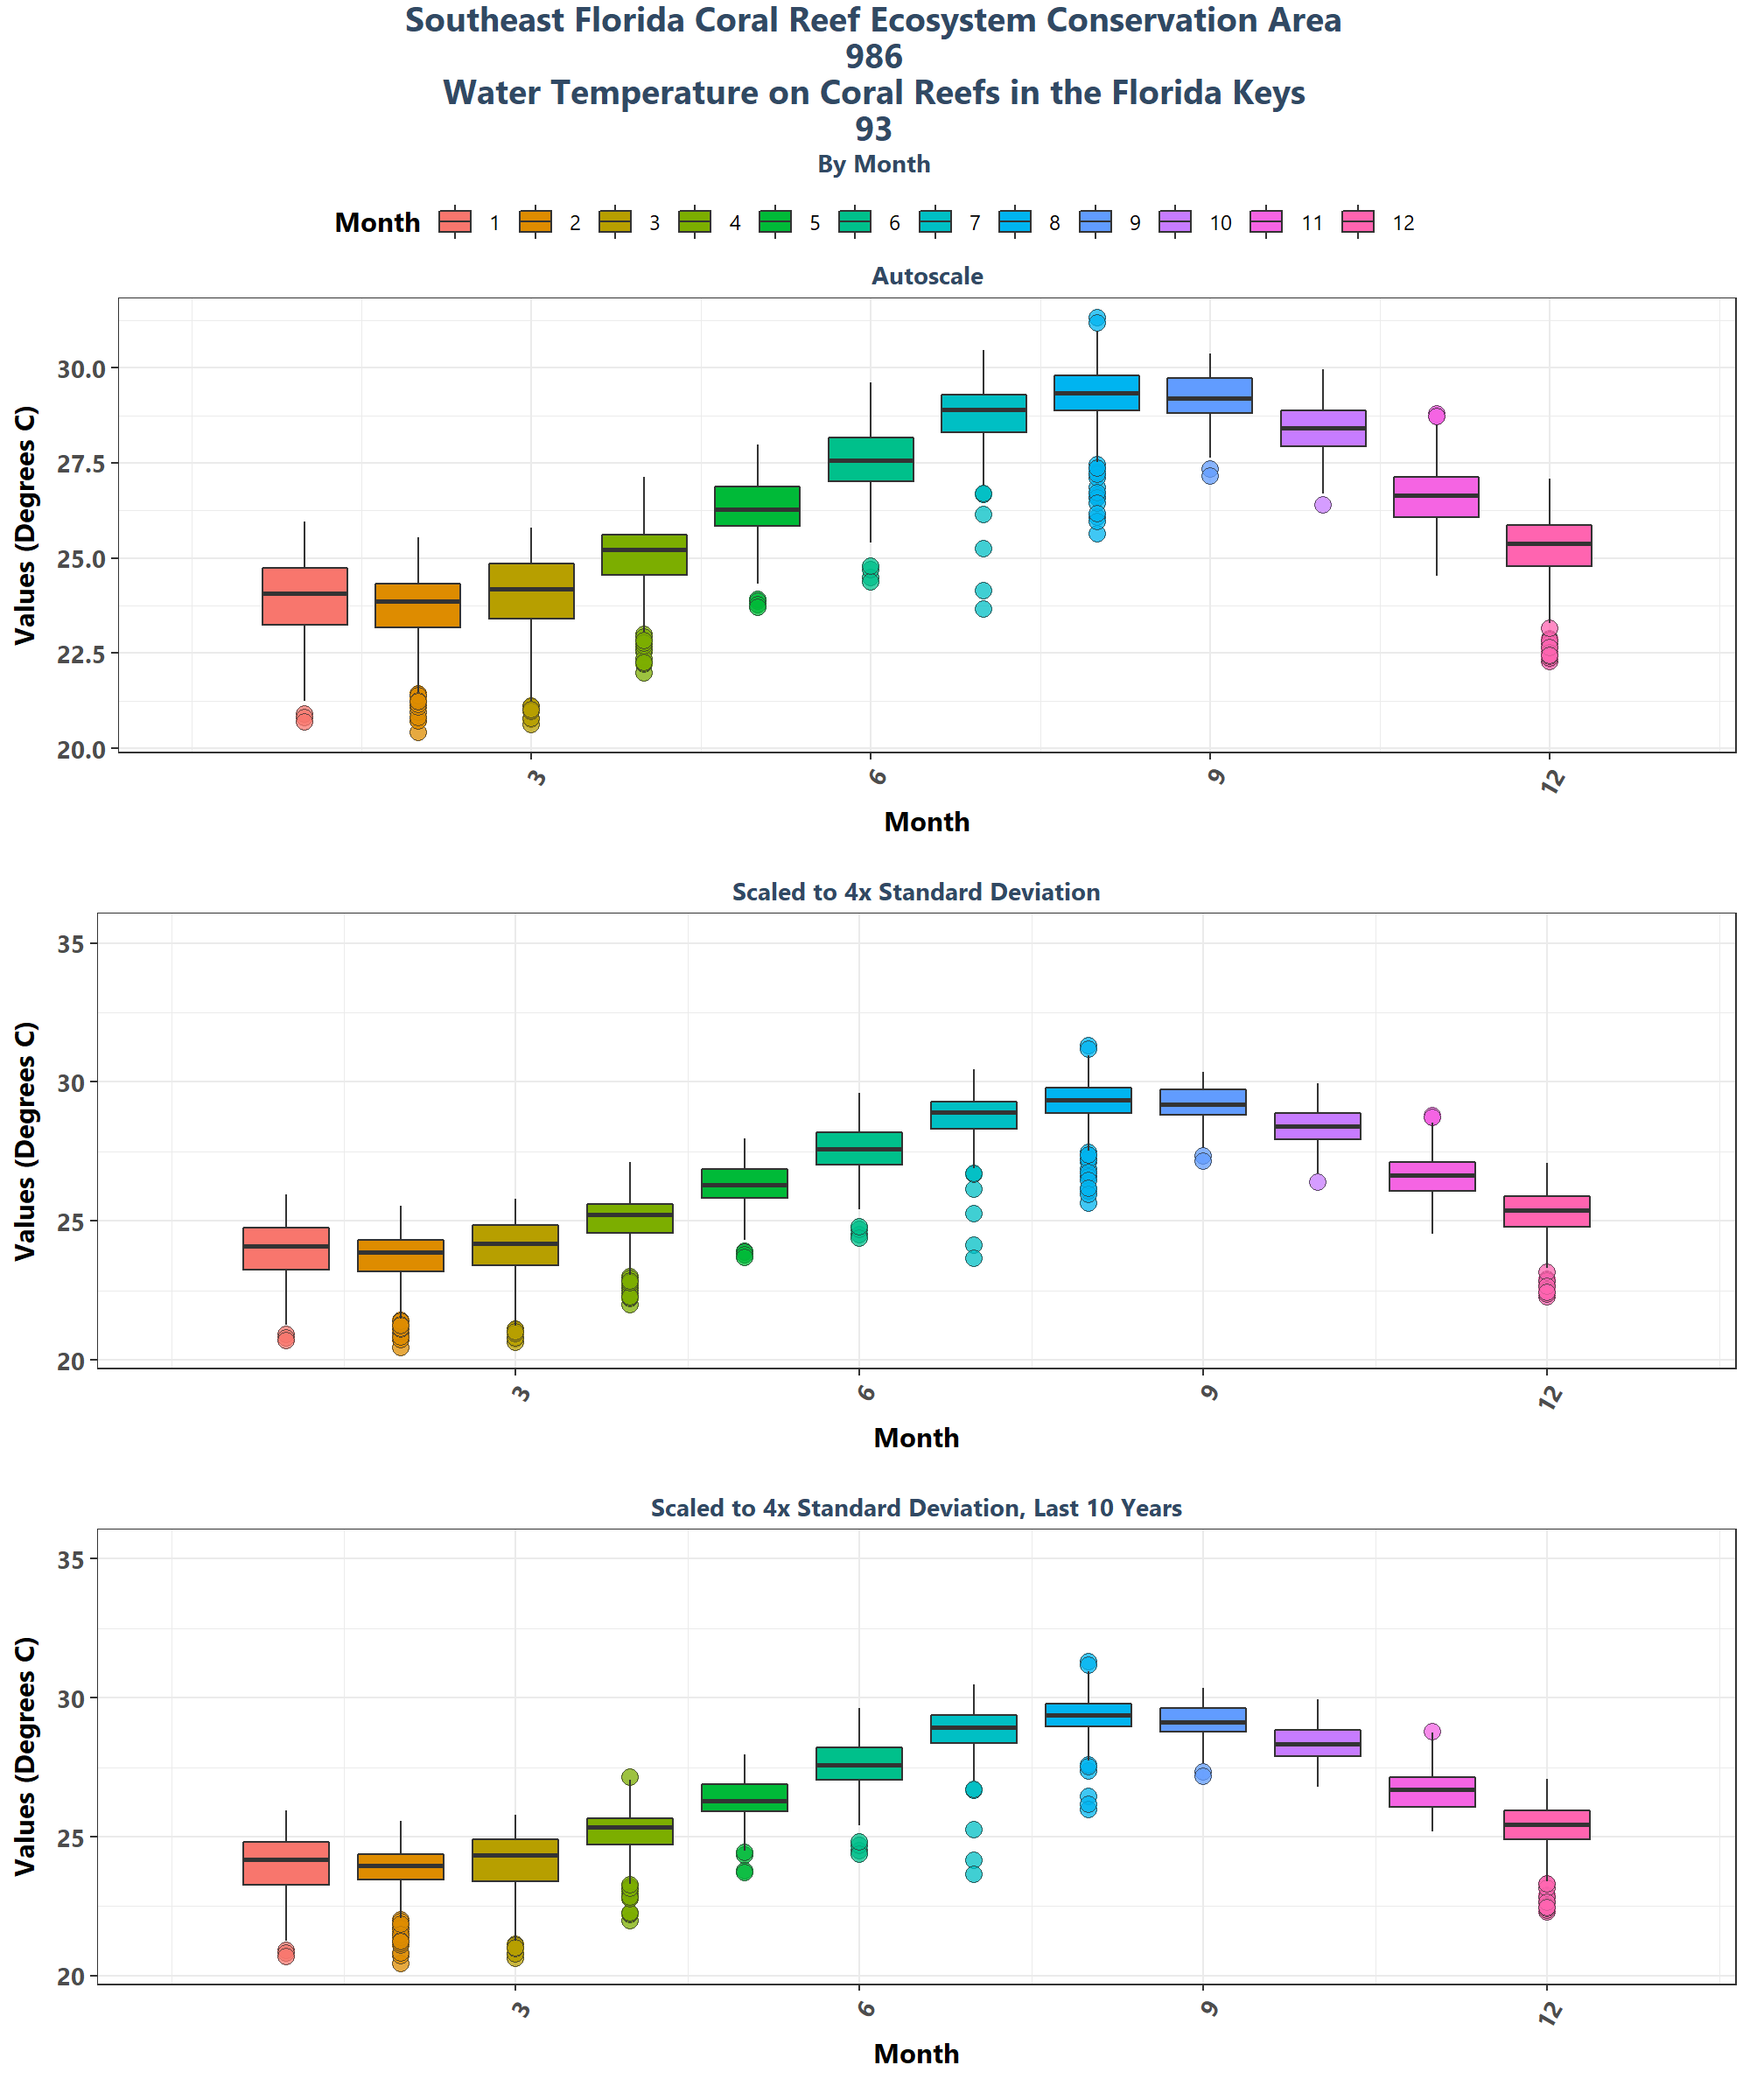 Southeast Florida Coral Reef Ecosystem Conservation Area
986
Water Temperature on Coral Reefs in the Florida Keys
93
By Month
Month 1 2 3 4 5 6 7 8 9 10 11 12
Autoscale
Values (Degrees C)
30.0
27.5
25.0
22.5
20.0
3 6 9 12
Month
Scaled to 4x Standard Deviation
Values (Degrees C)
35
30
25
20
3 6 9 12
Month
Scaled to 4x Standard Deviation, Last 10 Years
Values (Degrees C)
35
30
25
20
3 6 9 12
Month